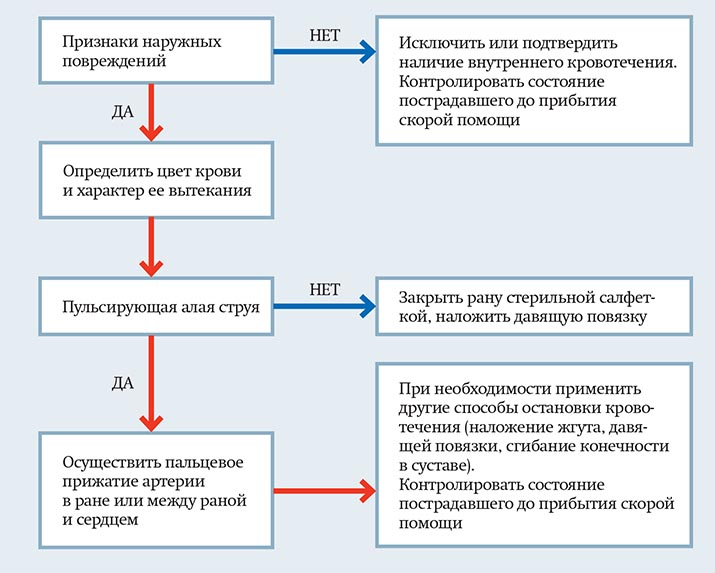 Признаки наружных
повреждений
НЕТ
Исключить или подтвердить
наличие внутреннего кровотечения.
Контролировать состояние
пострадавшего до прибытия
скорой помощи
ДА
Определить цвет крови
и характер ее вытекания
Пульсирующая алая струя
НЕТ
Закрыть рану стерильной салфет-
кой, наложить давящую повязку
ДА
Осуществить пальцевое
прижатие артерии
в ране или между раной
и сердцем
При необходимости применить
другие способы остановки крово-
течения (наложение жгута, давя-
щей повязки, сгибание конечности
в суставе).
Контролировать состояние
пострадавшего до прибытия скорой
помощи